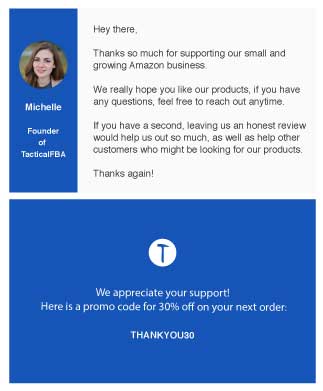 Hey there,
Thanks so much for supporting our small and
growing Amazon business.
We really hope you like our products, if you have
any questions, feel free to reach out anytime.
If you have a second, leaving us an honest review
would help us out so much, as well as help other
customers who might be looking for our products.
Thanks again!
Michelle
Founder
of
TacticalFBA
We appreciate your support!
Here is a promo code for 30% off on your next order:
THANKYOU30